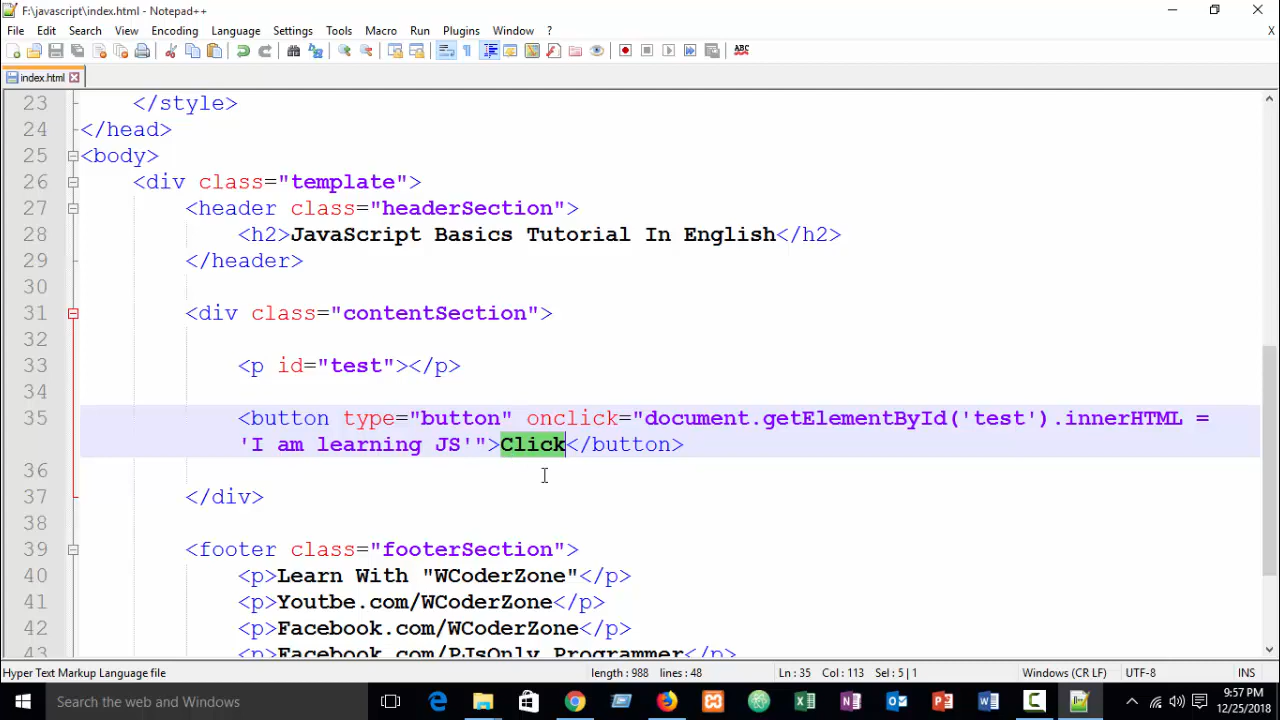 F:\javascript\index.html - Notepad++
File Edit Search View Encoding Language Settings Tools Macro Run Plugins Window ? X
ABC
index.html
23 </style>
24 </head>
25 <body>
26 <div class="template">
27 <header class="headerSection">
28 <h2>JavaScript Basics Tutorial In English</h2>
29 </header>
30
31 <div class="contentSection">
32
33 <p id="test"></p>
34
35 <button type="button" onclick="document.getElementById('test').innerHTML =
'I am learning JS'">Click</button>
36
37 </div>
38
39 <footer class="footerSection">
40 <p>Learn With "WCoderZone"</p>
41 <p>Youtbe.com/WCoderZone</p>
42 <p>Facebook.com/WCoderZone</p>
43 <p>Facebook.com/PJsOnly.Programmer</p>
Hyper Text Markup Language file length : 988 lines : 48 Ln : 35 Col : 113 Sel : 5 | 1 Windows (CR LF) UTF-8 INS
Search the web and Windows
9:57 PM
12/25/2018